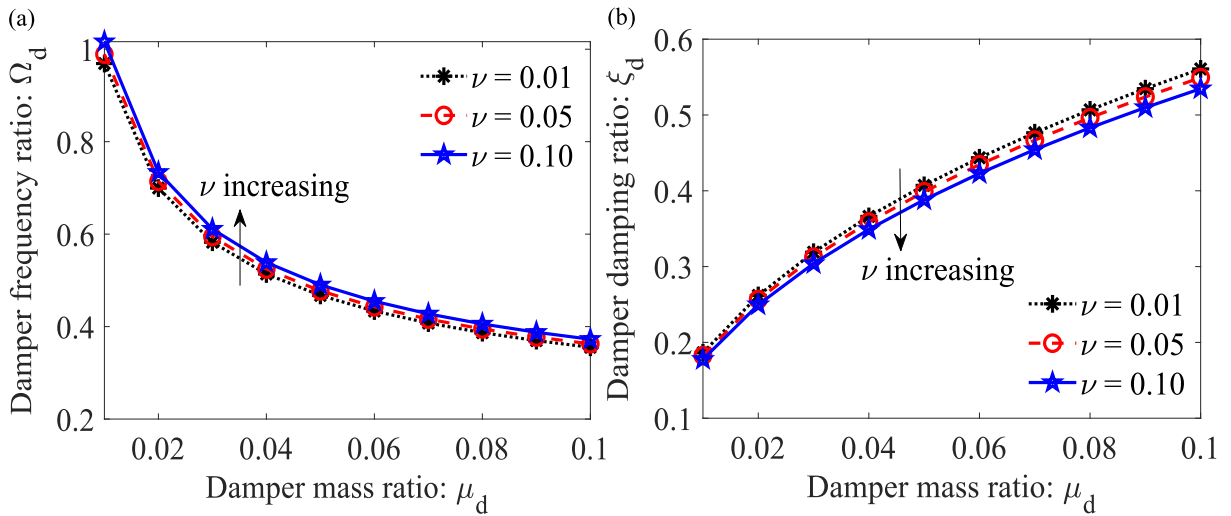 (a)
Damper frequency ratio: Ω_d
1
0.8
0.6
0.4
0.2
0.02
0.04
0.06
0.08
0.1
Damper mass ratio: μ_d
ν = 0.01
ν = 0.05
ν = 0.10
ν increasing
(b)
Damper damping ratio: ξ_d
0.6
0.5
0.4
0.3
0.2
0.1
0.02
0.04
0.06
0.08
0.1
Damper mass ratio: μ_d
ν increasing
ν = 0.01
ν = 0.05
ν = 0.10